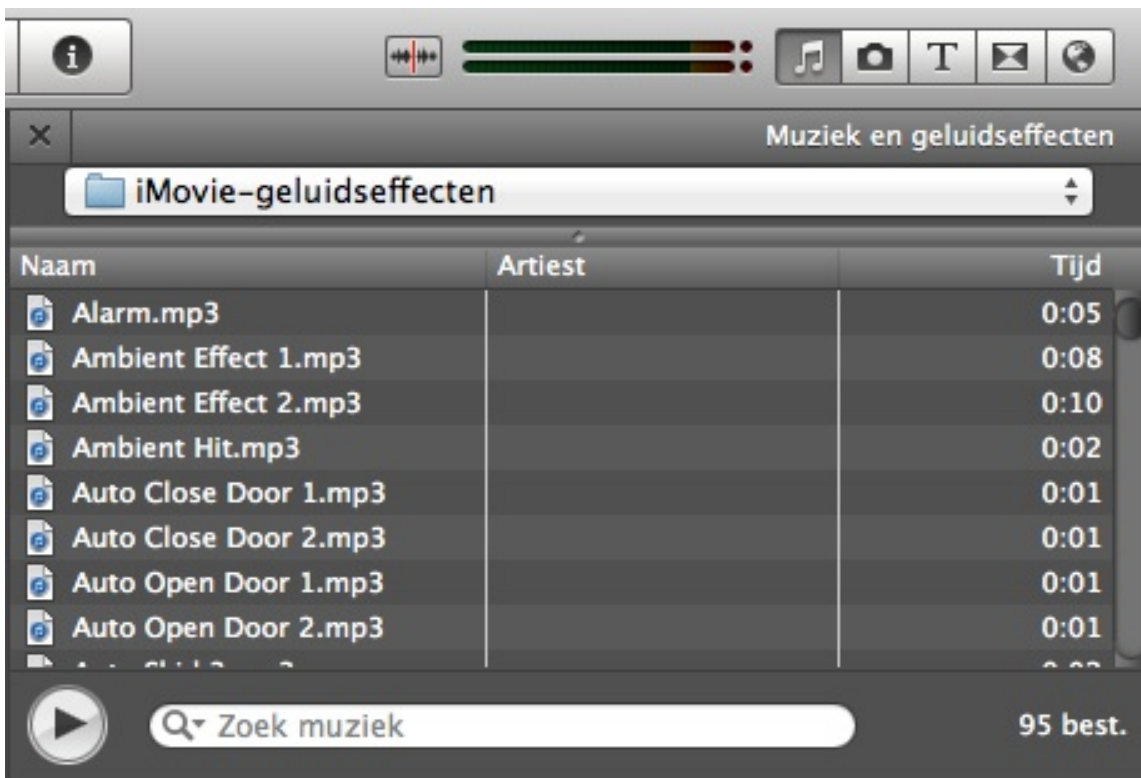 T
Muziek en geluidseffecten
iMovie-geluidseffecten
Naam Artiest Tijd
Alarm.mp3 0:05
Ambient Effect 1.mp3 0:08
Ambient Effect 2.mp3 0:10
Ambient Hit.mp3 0:02
Auto Close Door 1.mp3 0:01
Auto Close Door 2.mp3 0:01
Auto Open Door 1.mp3 0:01
Auto Open Door 2.mp3 0:01
Zoek muziek 95 best.